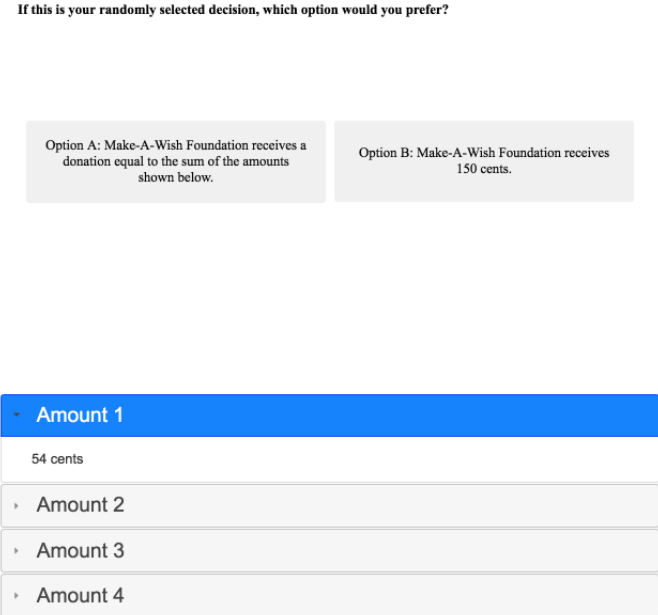 If this is your randomly selected decision, which option would you prefer?
Option A: Make-A-Wish Foundation receives a
donation equal to the sum of the amounts
shown below.
Option B: Make-A-Wish Foundation receives
150 cents.
Amount 1
54 cents
Amount 2
Amount 3
Amount 4